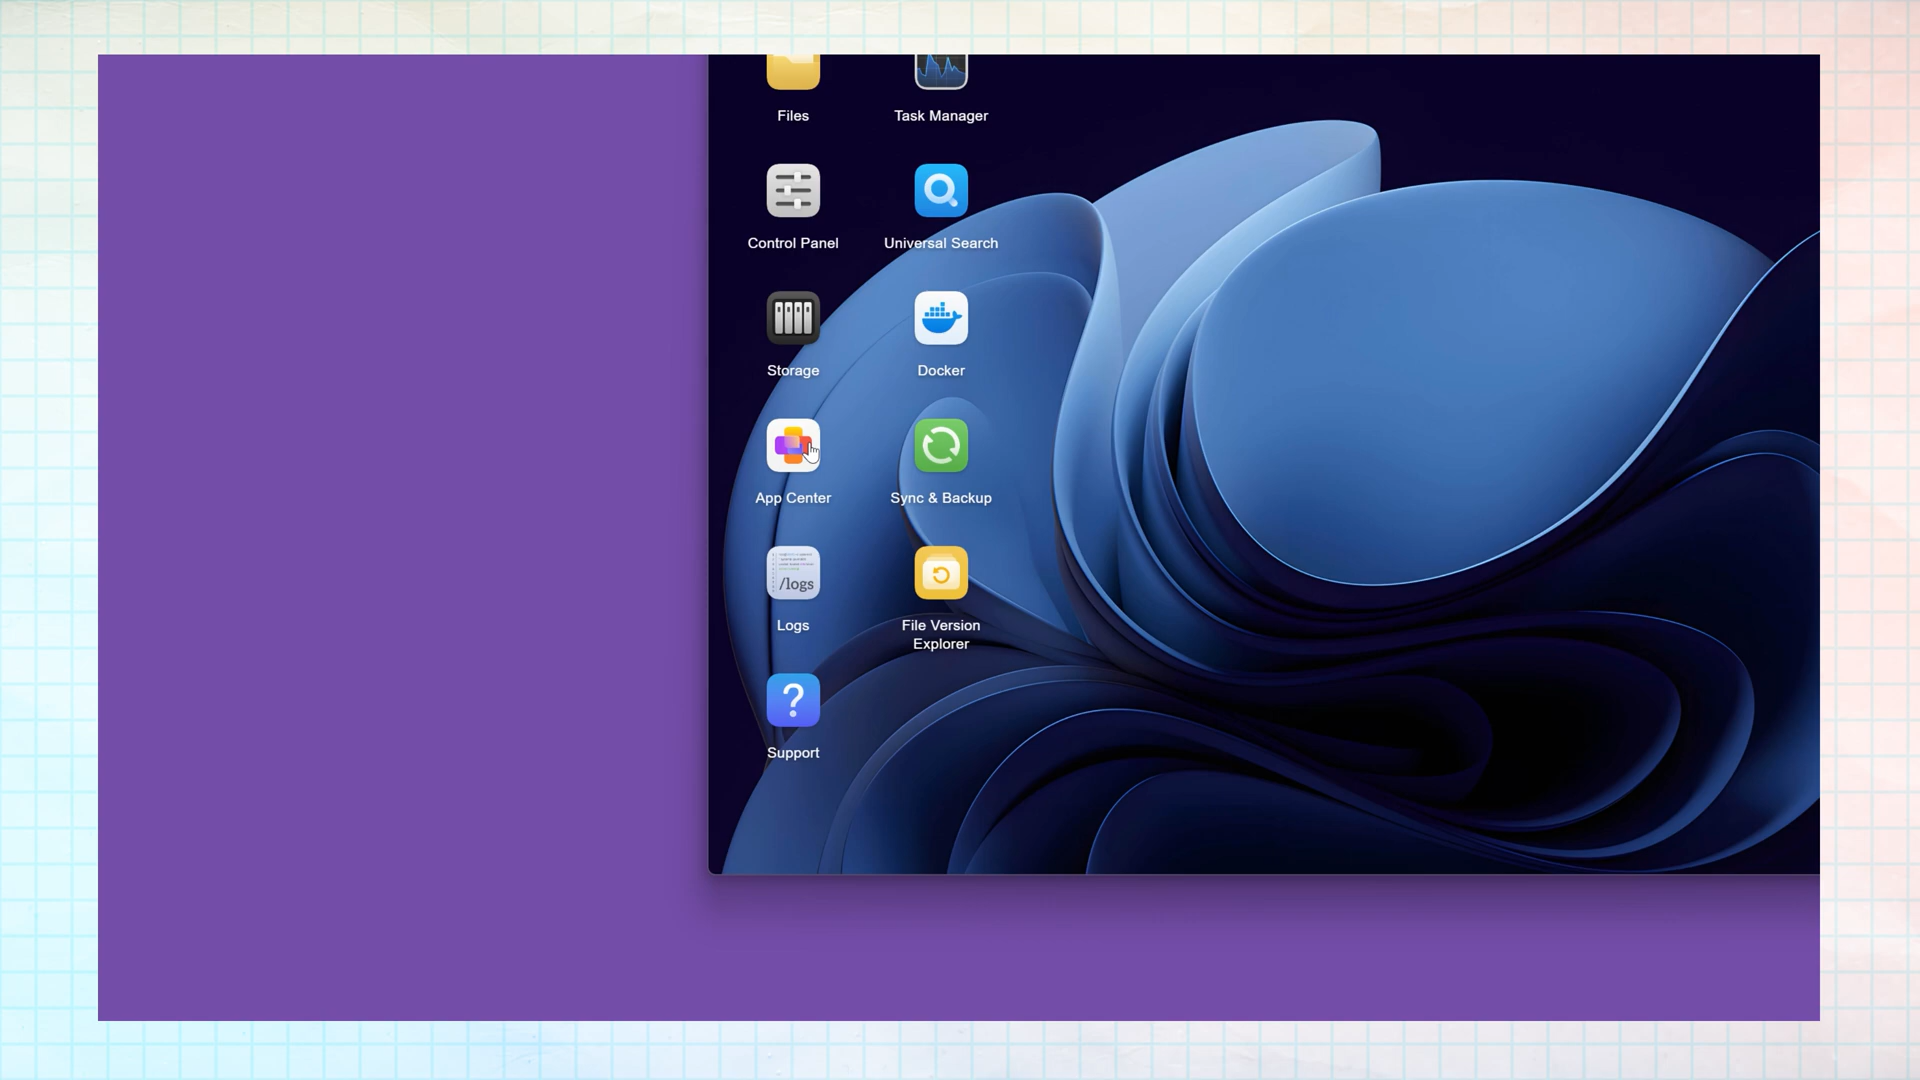 Files
Task Manager
Control Panel
Universal Search
Storage
Docker
App Center
Sync & Backup
/logs
Logs
File Version
Explorer
?
Support